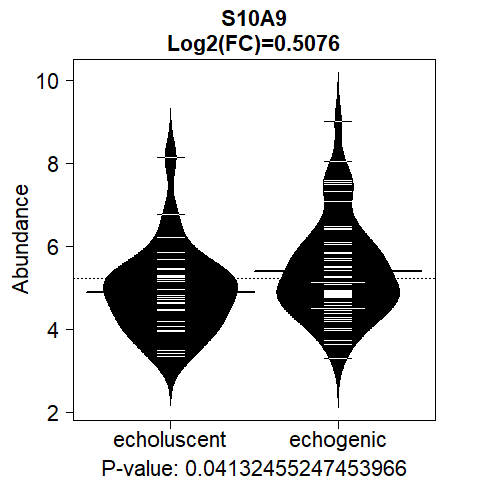 S10A9
Log2(FC)=0.5076
10
8
6
4
2
Abundance
echoluscent echogenic
P-value: 0.04132455247453966